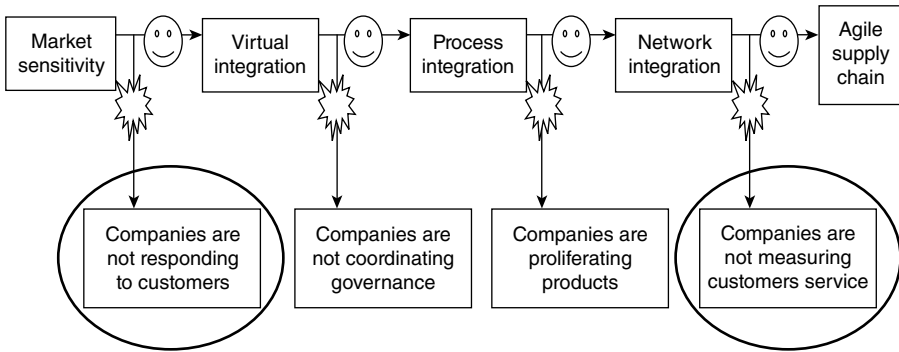 Market
sensitivity
Virtual
integration
Process
integration
Network
integration
Agile
supply
chain
Companies are
not responding
to customers
Companies are
not coordinating
governance
Companies are
proliferating
products
Companies are
not measuring
customers service